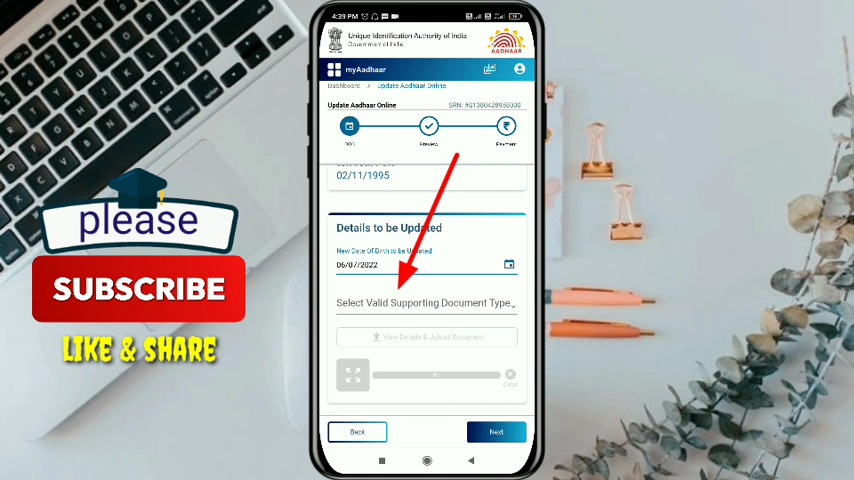 4:39 PM
Unique Identification Authority of India
Government of India
AADHAAR
myAadhaar
Dashboard > Update Aadhaar Online
Update Aadhaar Online
Preview
Payment
02/11/1995
Details to be Updated
New Date Of Birth to be Updated
06/07/2022
Select Valid Supporting Document Type
View Details & Upload Document
0%
Clear
Back
Next
please
SUBSCRIBE
LIKE & SHARE